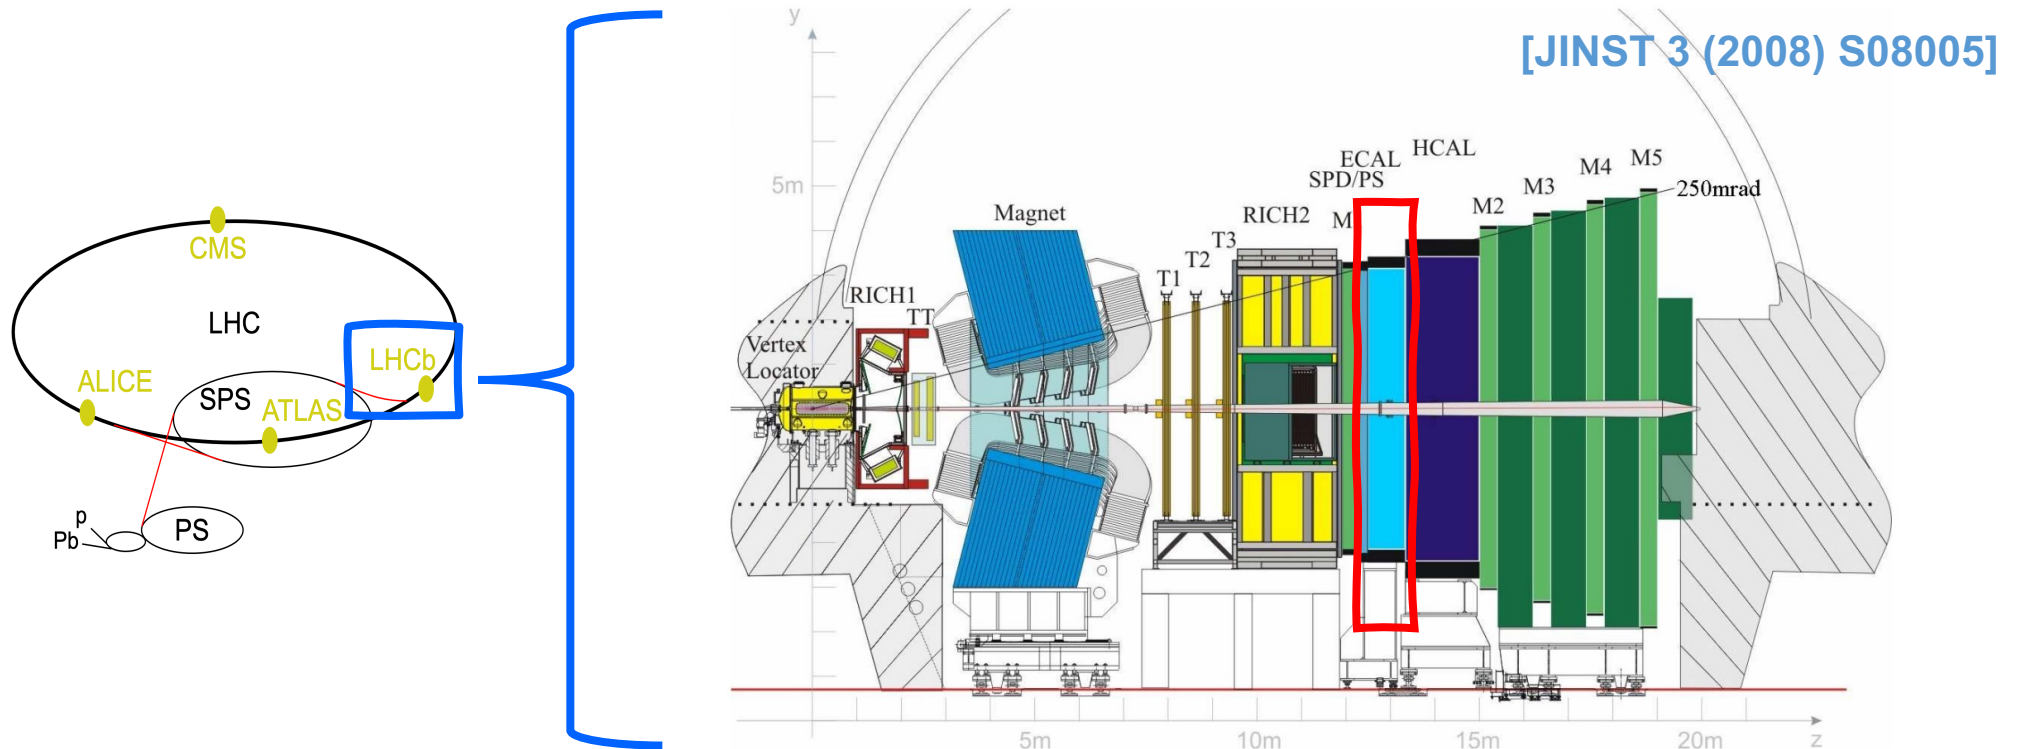 CMS
LHC
LHCb
ALICE
SPS
ATLAS
p
Pb
PS
y
[JINST 3 (2008) S08005]
5m
ECAL
HCAL
SPD/PS
M4
M5
M3
250mrad
M2
Magnet
RICH2
M
T3
T2
T1
RICH1
TT
Vertex
Locator
5m
10m
15m
20m
z